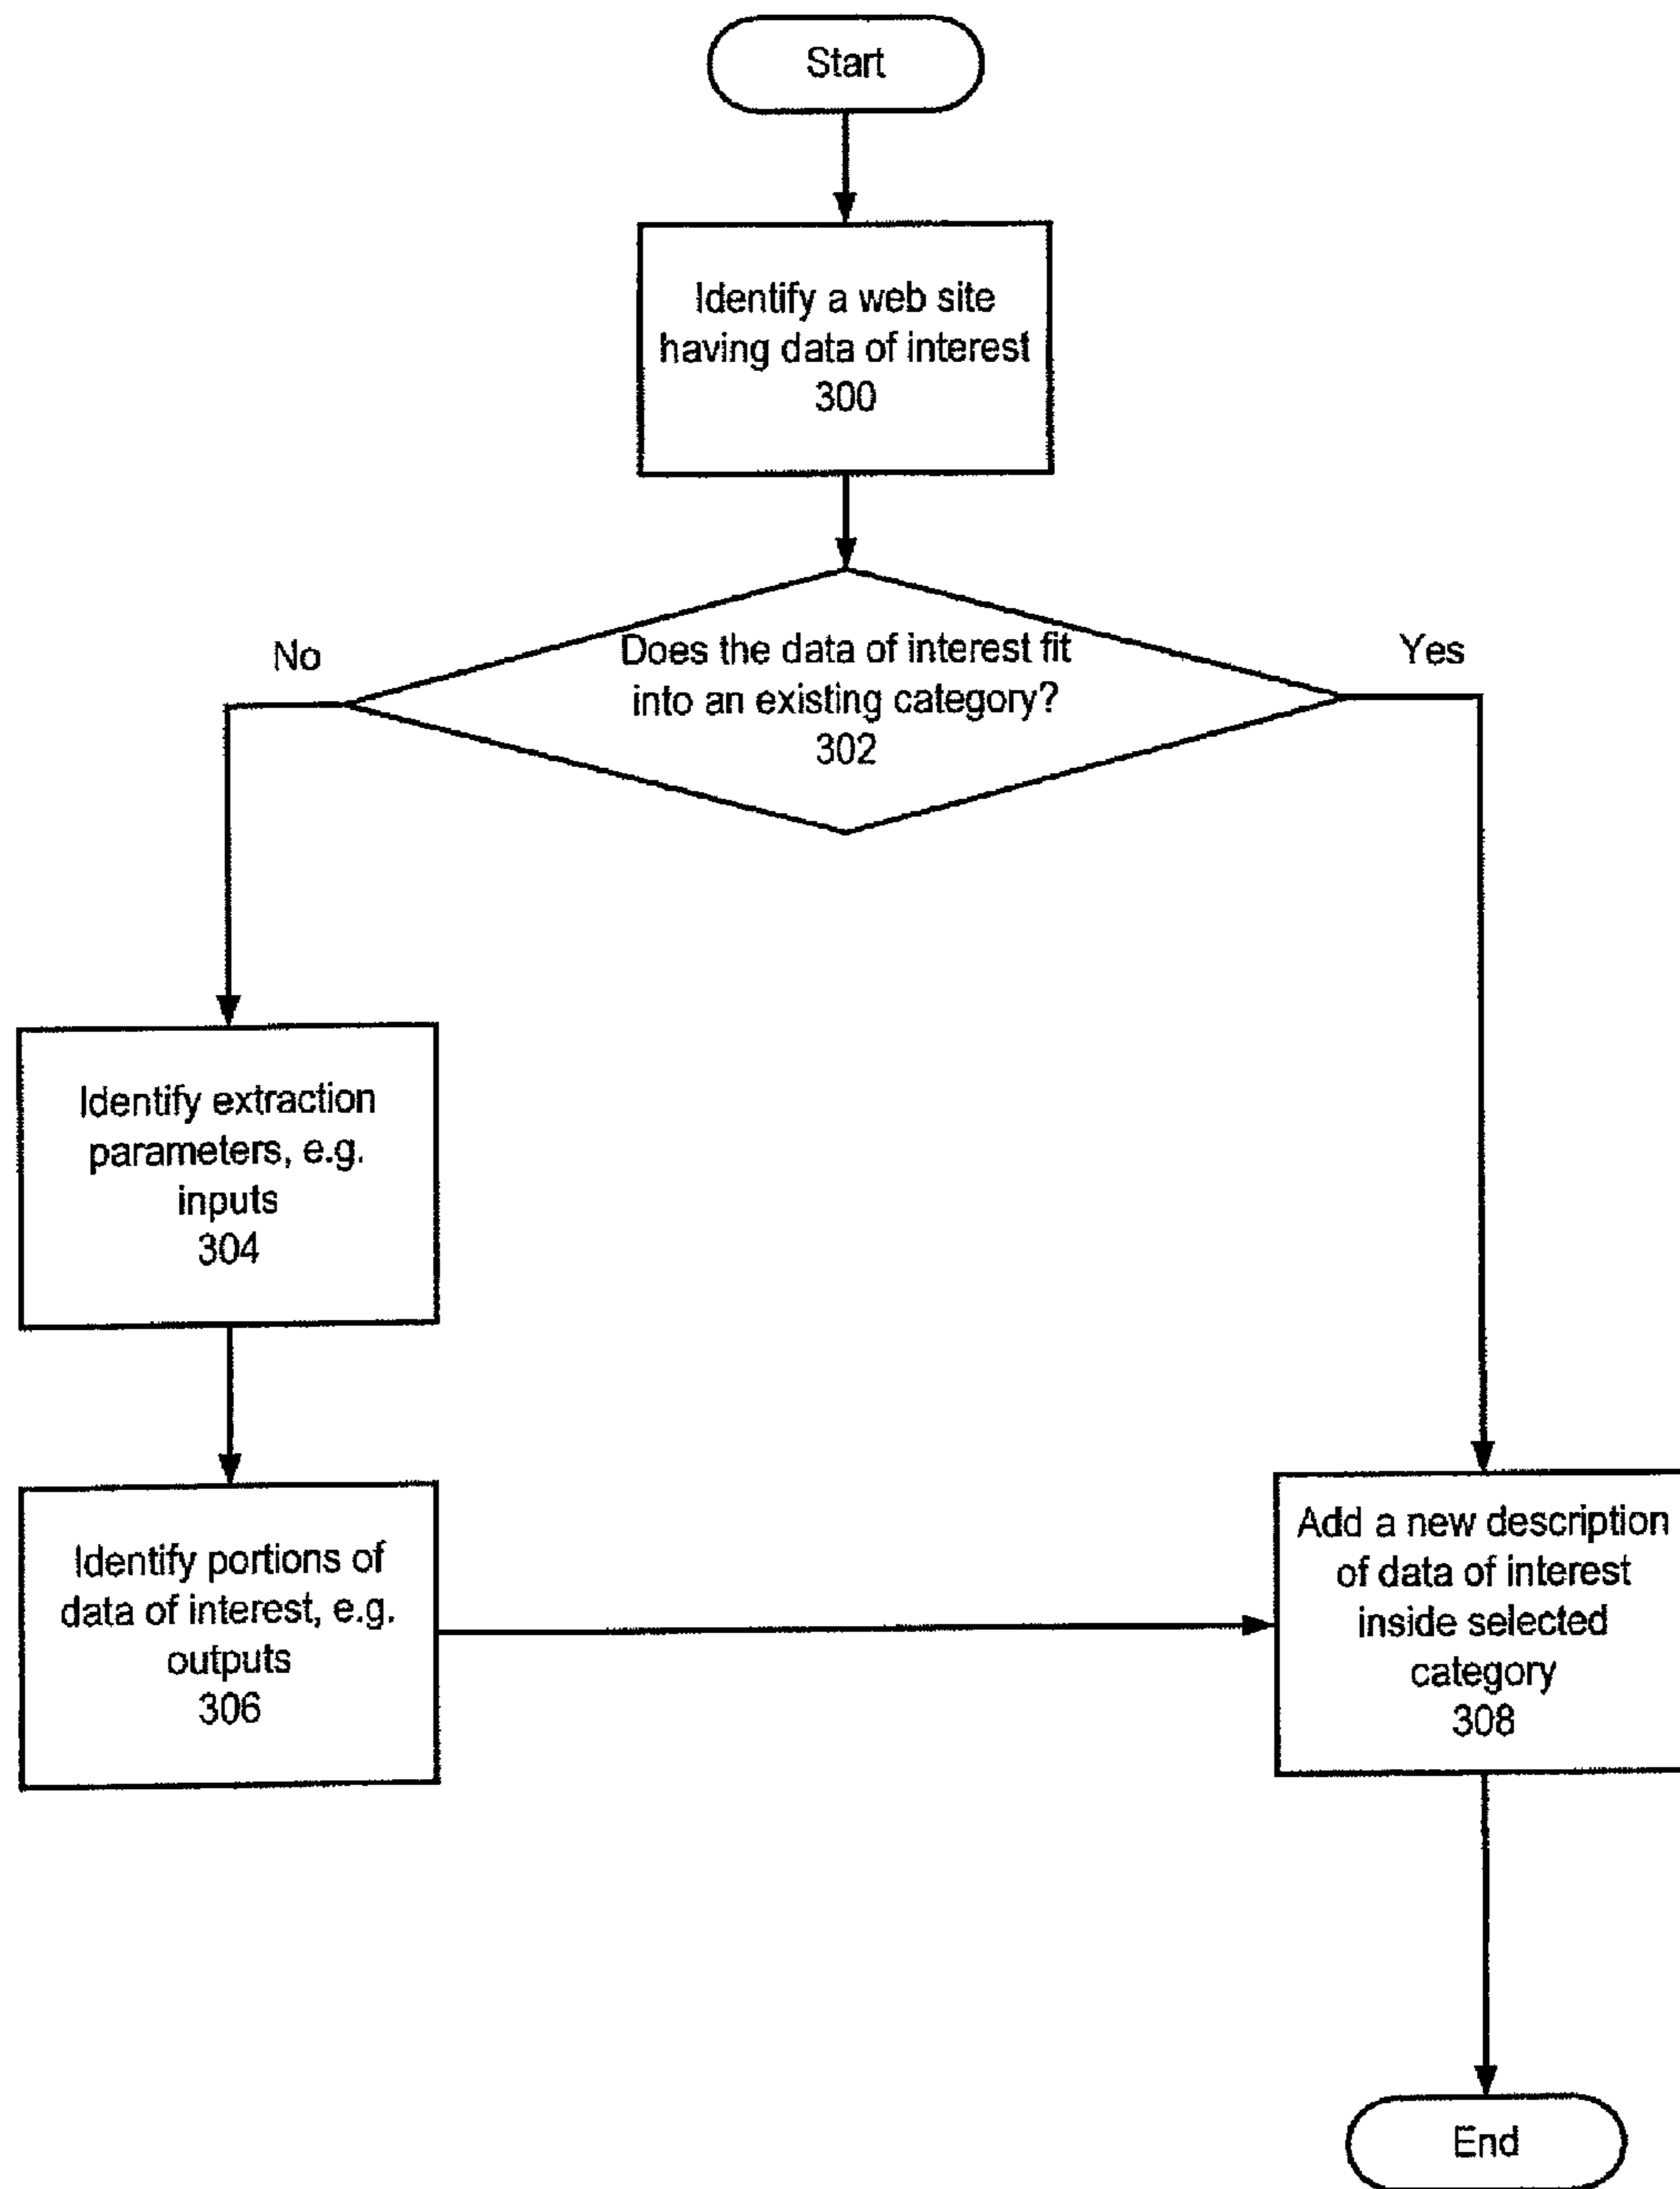 Start
Identify a web site
having data of interest
300
No
Does the data of interest fit
into an existing category?
302
Yes
Identify extraction
parameters, e.g.
inputs
304
Identify portions of
data of interest, e.g.
outputs
306
Add a new description
of data of interest
inside selected
category
308
End